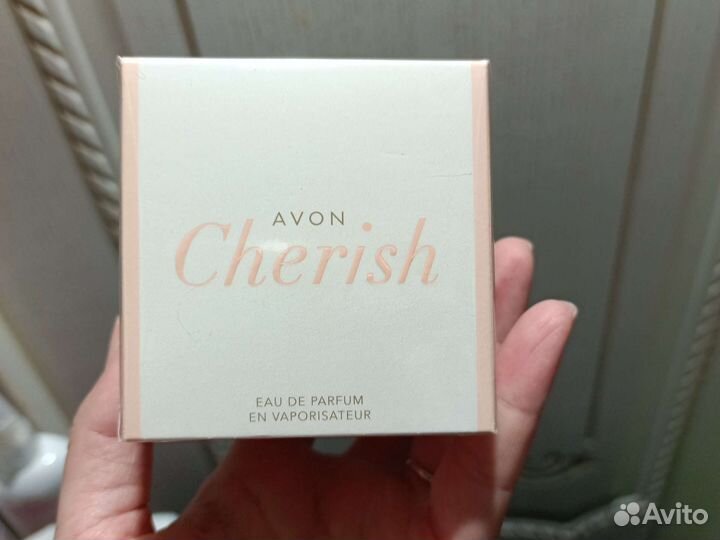 AVON
Cherish
EAU DE PARFUM
EN VAPORISATEUR
Avito